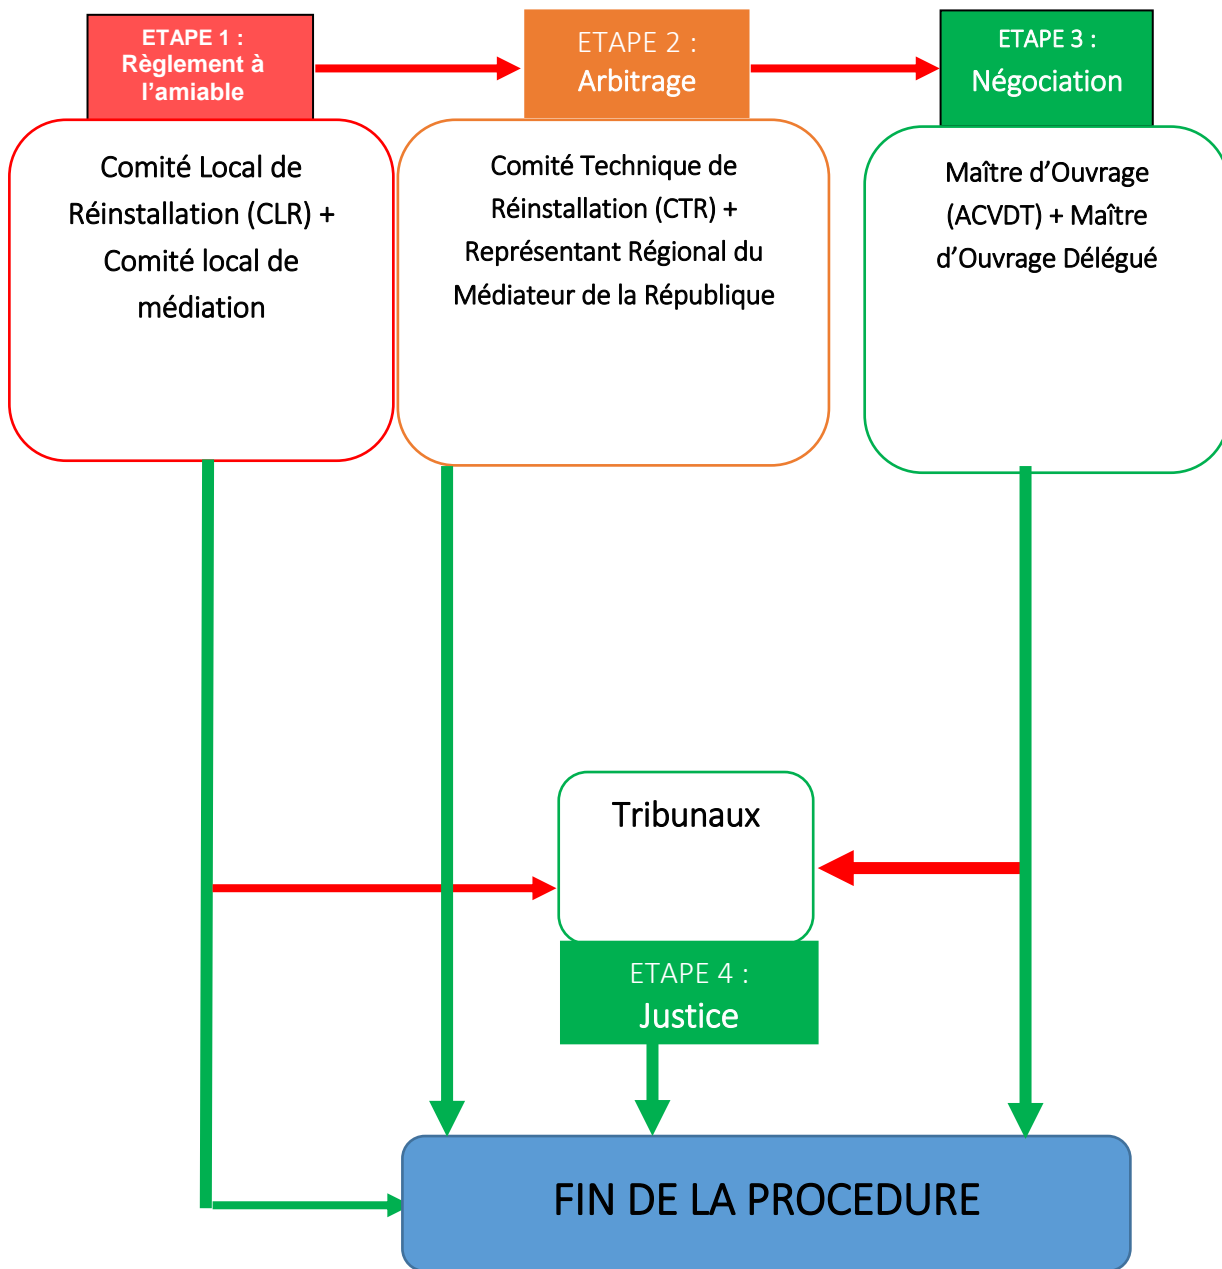 ETAPE 1 :
Règlement à
l’amiable
Comité Local de
Réinstallation (CLR) +
Comité local de
médiation
ETAPE 2 :
Arbitrage
Comité Technique de
Réinstallation (CTR) +
Représentant Régional du
Médiateur de la République
ETAPE 3 :
Négociation
Maître d’Ouvrage
(ACVDT) + Maître
d’Ouvrage Délégué
Tribunaux
ETAPE 4 :
Justice
FIN DE LA PROCEDURE